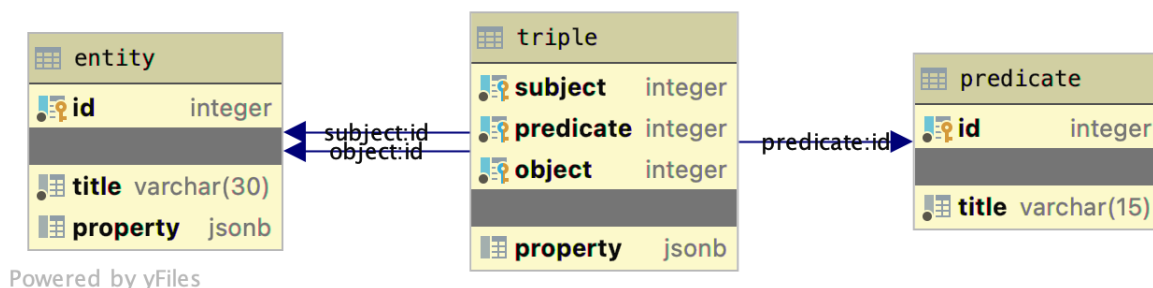 entity
id integer
title varchar(30)
property jsonb
subject:id
object:id
triple
subject integer
predicate integer
object integer
property jsonb
predicate:id
predicate
id integer
title varchar(15)
Powered by yFiles